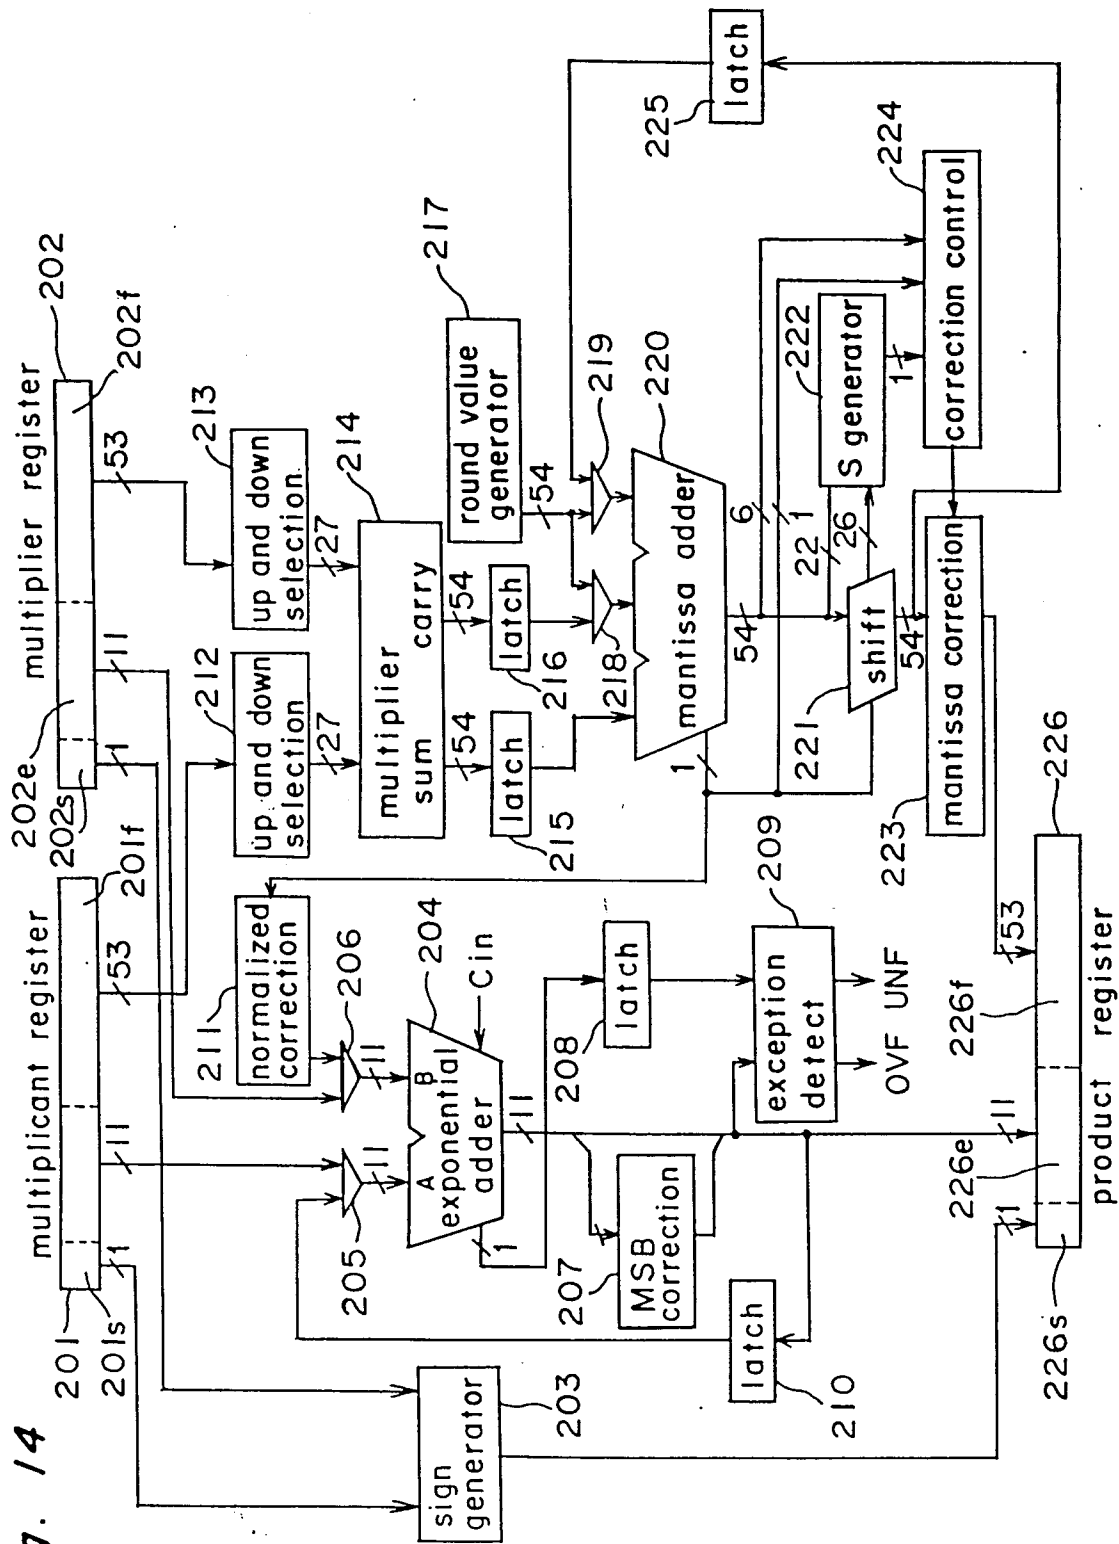 g. 14
multiplicant register
multiplier register
201
201s
201f
202
202e
202s
202f
1
11
53
1
11
53
211
normalized
correction
212
up and down
selection
213
up and down
selection
27
27
214
multiplier
sum
carry
54
54
215
latch
216
latch
217
round value
generator
54
sign
generator
203
205
206
11
11
A
B
exponential
adder
204
Cin
1
11
218
219
220
mantissa adder
1
54
207
MSB
correction
208
latch
209
exception
detect
OVF UNF
210
latch
6
1
22
26
221
shift
54
222
S generator
1
223
mantissa correction
224
correction control
225
latch
1
11
53
226
226s
226e
226f
product register